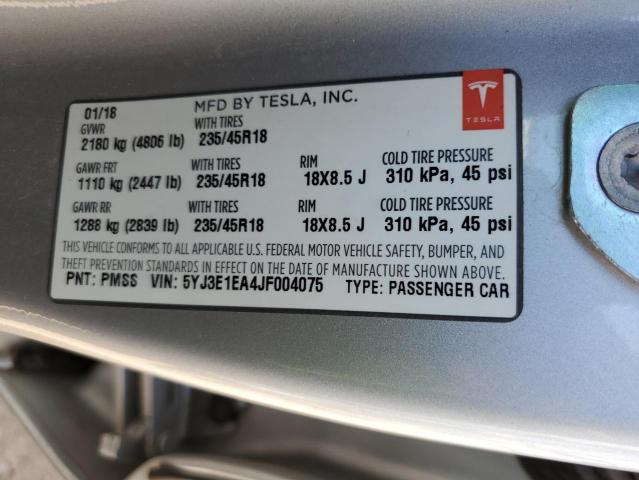 01/18 MFD BY TESLA, INC.
GVWR WITH TIRES
2180 kg (4806 lb) 235/45R18
GAWR FRT WITH TIRES RIM COLD TIRE PRESSURE
1110 kg (2447 lb) 235/45R18 18X8.5 J 310 kPa, 45 psi
GAWR RR WITH TIRES RIM COLD TIRE PRESSURE
1288 kg (2839 lb) 235/45R18 18X8.5 J 310 kPa, 45 psi
THIS VEHICLE CONFORMS TO ALL APPLICABLE U.S. FEDERAL MOTOR VEHICLE SAFETY, BUMPER, AND
THEFT PREVENTION STANDARDS IN EFFECT ON THE DATE OF MANUFACTURE SHOWN ABOVE.
PNT: PMSS VIN: 5YJ3E1EA4JF004075 TYPE: PASSENGER CAR
TESLA